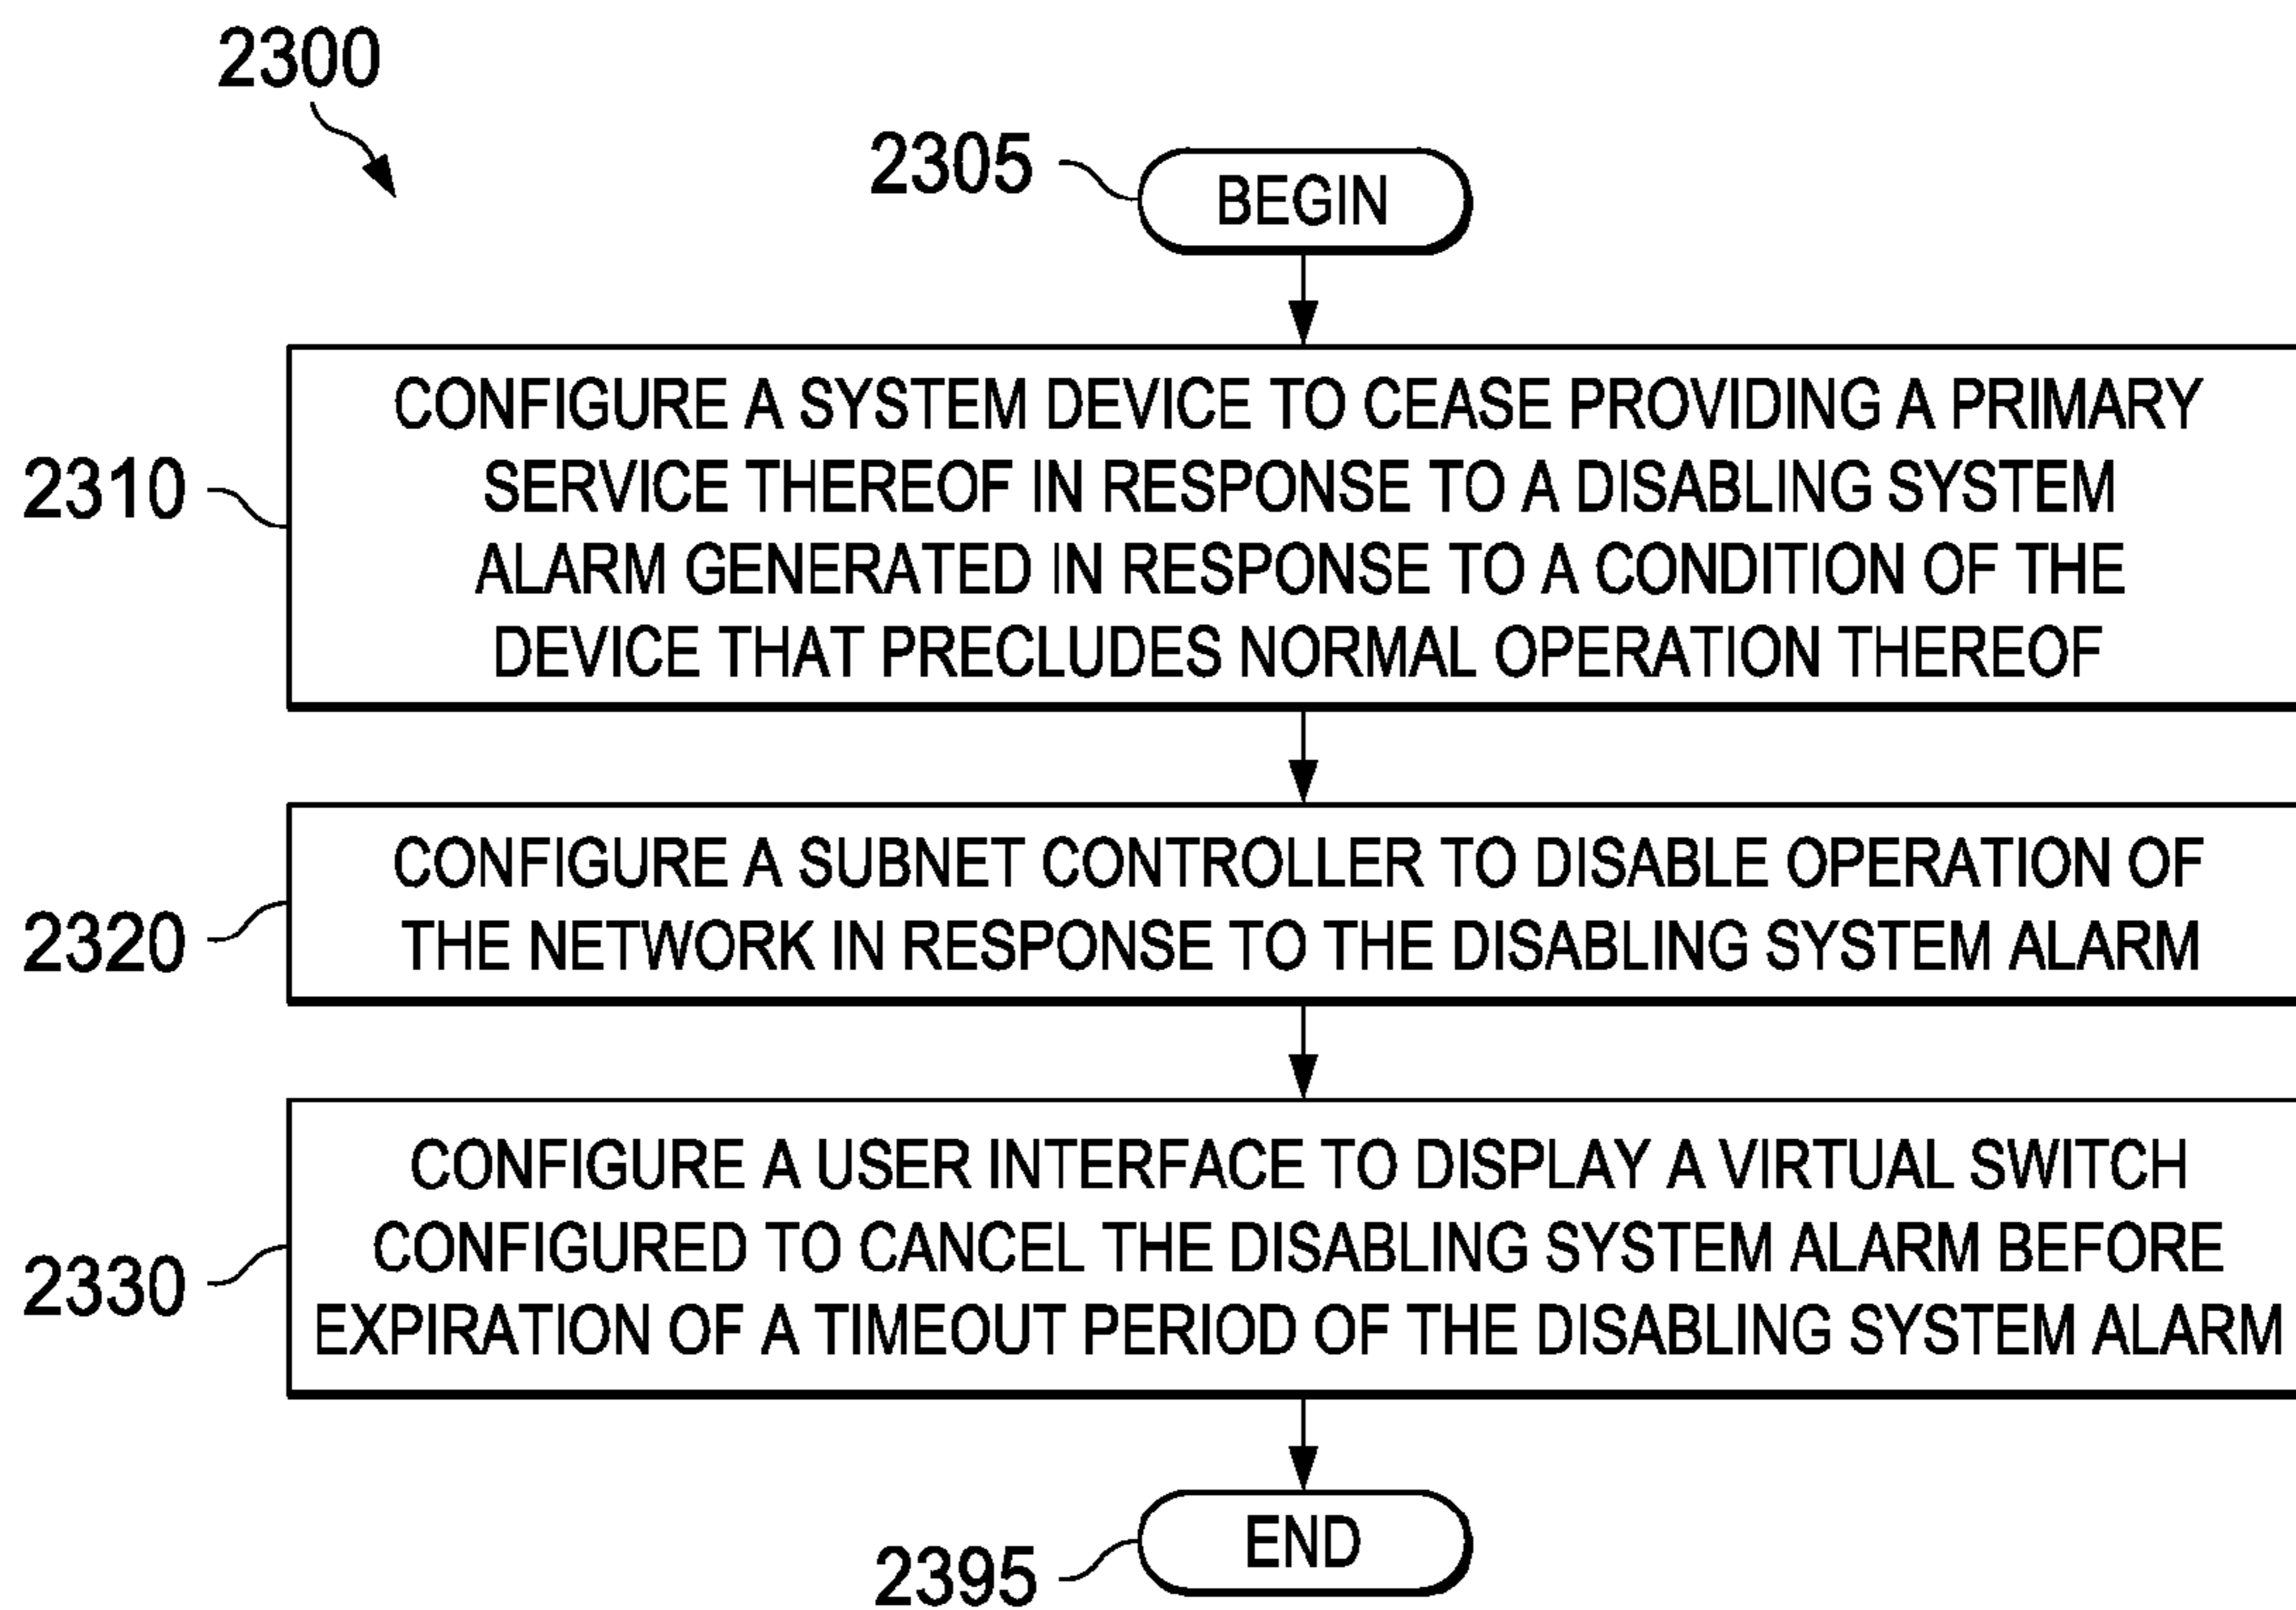 2300
2305
BEGIN
2310
CONFIGURE A SYSTEM DEVICE TO CEASE PROVIDING A PRIMARY
SERVICE THEREOF IN RESPONSE TO A DISABLING SYSTEM
ALARM GENERATED IN RESPONSE TO A CONDITION OF THE
DEVICE THAT PRECLUDES NORMAL OPERATION THEREOF
2320
CONFIGURE A SUBNET CONTROLLER TO DISABLE OPERATION OF
THE NETWORK IN RESPONSE TO THE DISABLING SYSTEM ALARM
2330
CONFIGURE A USER INTERFACE TO DISPLAY A VIRTUAL SWITCH
CONFIGURED TO CANCEL THE DISABLING SYSTEM ALARM BEFORE
EXPIRATION OF A TIMEOUT PERIOD OF THE DISABLING SYSTEM ALARM
2395
END